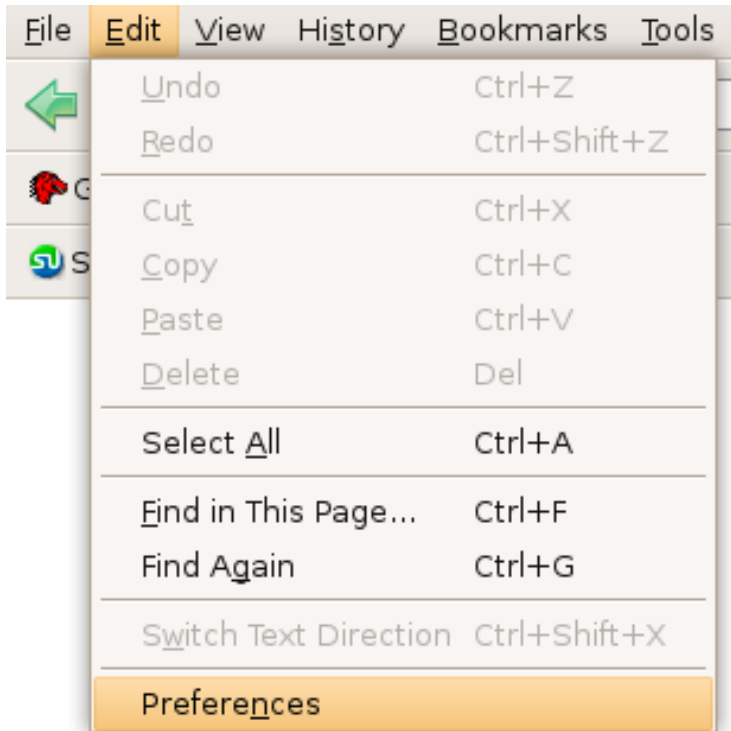 File Edit View History Bookmarks Tools
Undo Ctrl+Z
Redo Ctrl+Shift+Z
G
Cut Ctrl+X
S
Copy Ctrl+C
Paste Ctrl+V
Delete Del
Select All Ctrl+A
Find in This Page... Ctrl+F
Find Again Ctrl+G
Switch Text Direction Ctrl+Shift+X
Preferences